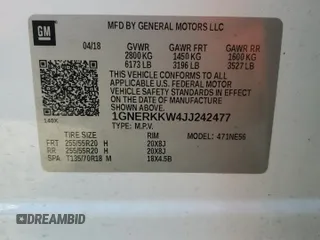 GM
MFD BY GENERAL MOTORS LLC
04/18 GVWR GAWR FRT GAWR RR
2800 KG 1450 KG 1600 KG
6173 LB 3196 LB 3527 LB
THIS VEHICLE CONFORMS TO ALL APPLICABLE
U.S. FEDERAL MOTOR
VEHICLE SAFETY
STANDARDS IN EFFECT ON THE DATE OF
MANUFACTURE SHOWN ABOVE.
1GNERKKW4JJ242477
TYPE: M.P.V. MODEL: 471NE56
TIRE SIZE RIM
FRT 255/55R20 H 20X8J
RR 255/55R20 H 20X8J
SPA T135/70R18 M 18X4.5B
DREAMBID